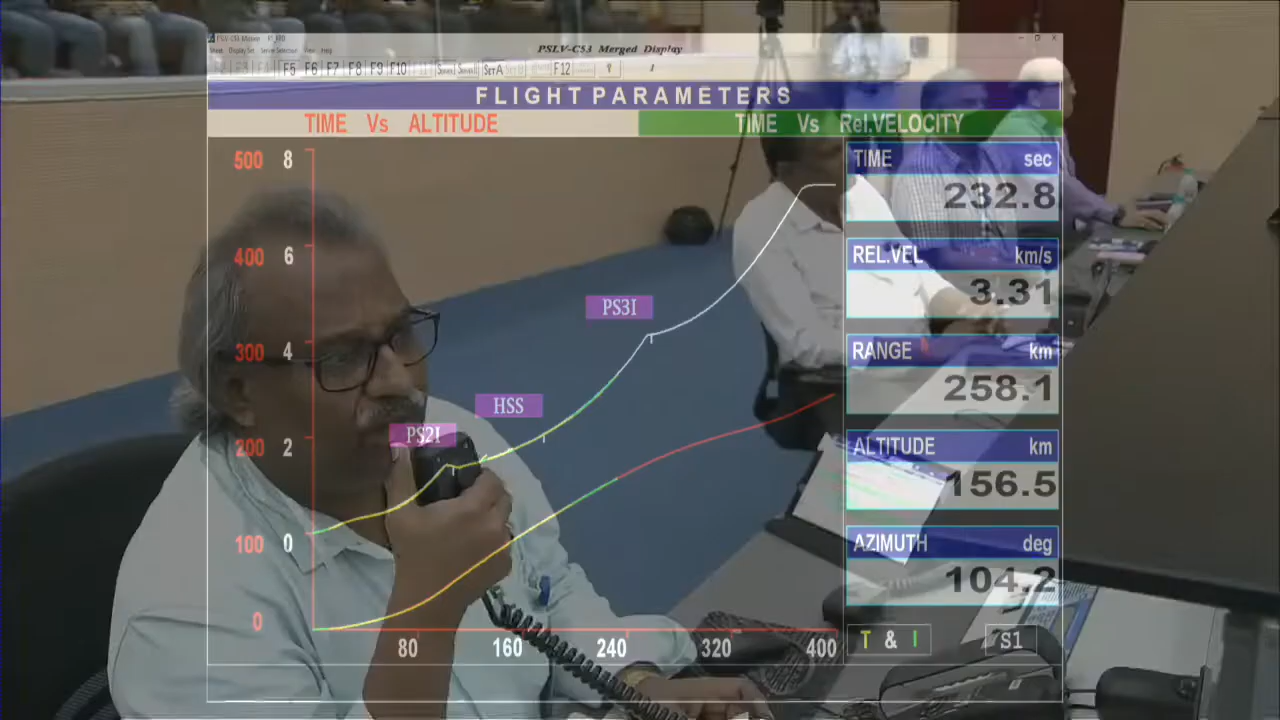 PSLV-C53 Merged Display
F5 F6 F7 F8 F9 F10 SetA F12
FLIGHT PARAMETERS
TIME Vs ALTITUDE
TIME Vs Rel.VELOCITY
500 8
400 6
300 4
200 2
100 0
0
80 160 240 320 400
PS3I
HSS
PS2I
TIME sec
232.8
REL.VEL km/s
3.31
RANGE km
258.1
ALTITUDE km
156.5
AZIMUTH deg
104.2
T & I
S1